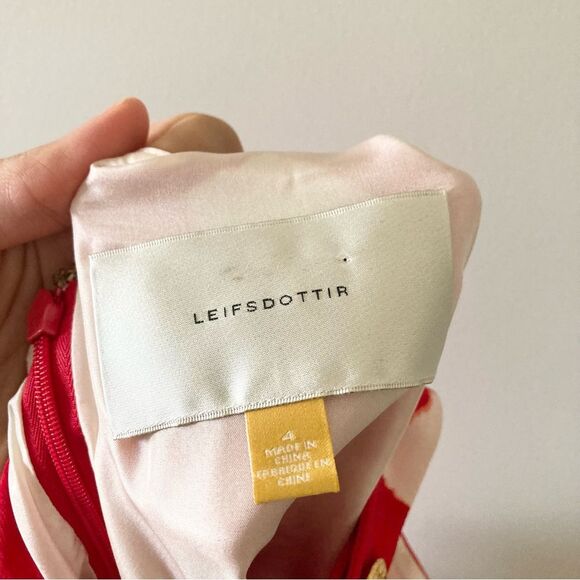 LEIFSDOTTIR
4
MADE IN
CHINA
FABRIQUE EN
CHINE